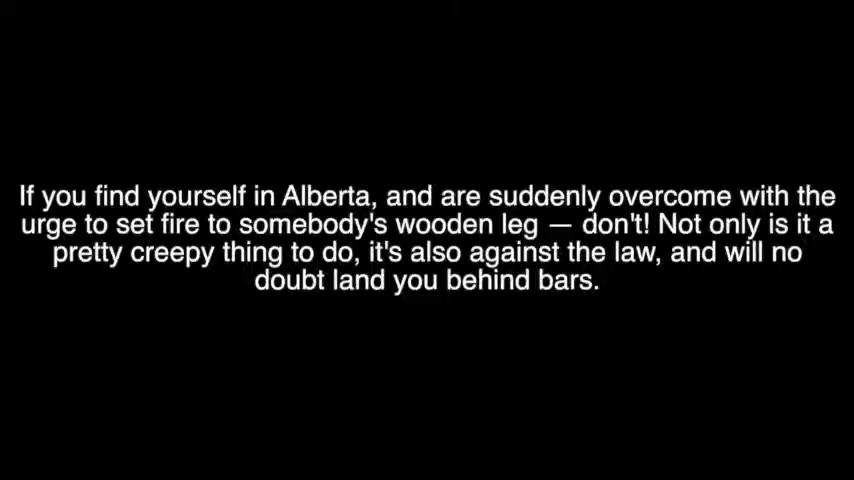 If you find yourself in Alberta, and are suddenly overcome with the
urge to set fire to somebody's wooden leg — don't! Not only is it a
pretty creepy thing to do, it's also against the law, and will no
doubt land you behind bars.